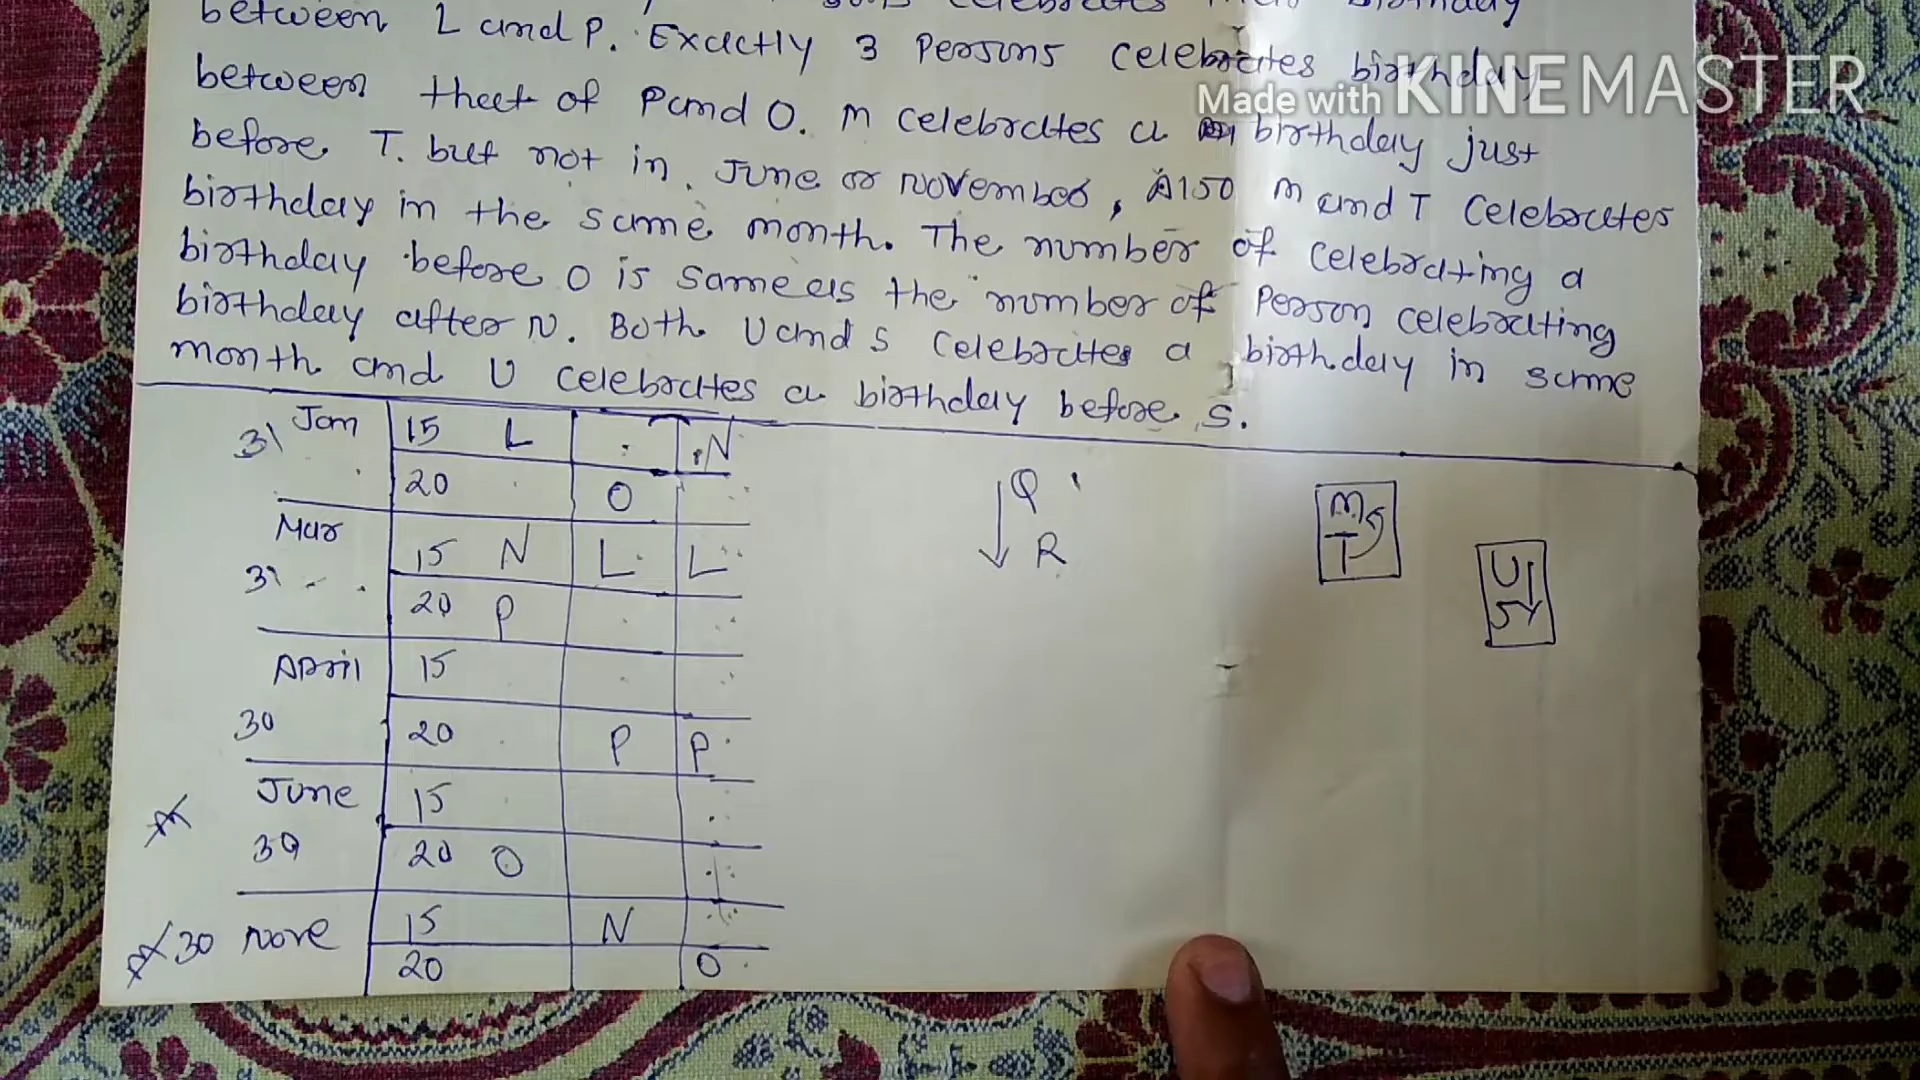 between L and P. Exactly 3 Persons celebrates birthday
between that of P and O. M celebrates a birthday just
before T. but not in June or november, Also M and T celebrates
birthday in the same month. The number of celebrating a
birthday before O is same as the number of Person celebrating
birthday after N. Both U and S celebrates a birthday in same
month and U celebrates a birthday before S.
Made with KINEMASTER
Jan 31
15 L . .N
20 O
Mar 31
15 N L L
20 P
April 30
15
20 P P
June 30
15
20 O
30 Nove
15 N
20 O
Q
R
M
T
U
S